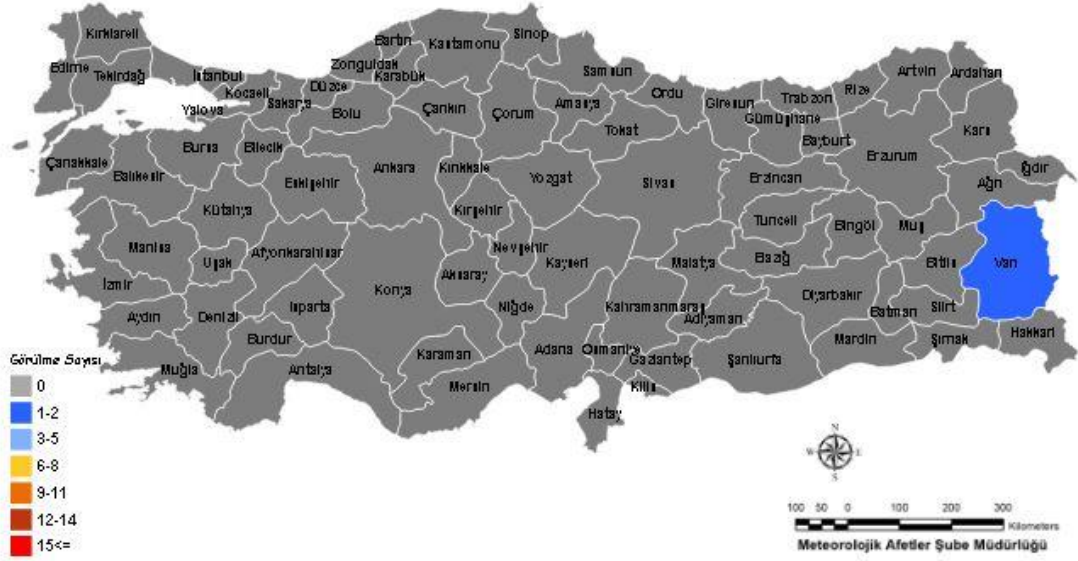 Kırklareli
Edirne
Tekirdağ
İstanbul
Kocaeli
Yalova
Sakarya
Düzce
Zonguldak
Bartın
Karabük
Kastamonu
Sinop
Bolu
Çankırı
Çorum
Samsun
Amasya
Ordu
Tokat
Giresun
Trabzon
Gümüşhane
Rize
Bayburt
Artvin
Ardahan
Kars
Erzurum
Iğdır
Ağrı
Çanakkale
Balıkesir
Bursa
Bilecik
Eskişehir
Kütahya
Ankara
Kırıkkale
Kırşehir
Yozgat
Sivas
Erzincan
Tunceli
Bingöl
Muş
Elazığ
Malatya
Bitlis
Van
Manisa
Uşak
Afyonkarahisar
İzmir
Aydın
Denizli
Isparta
Burdur
Muğla
Antalya
Konya
Aksaray
Nevşehir
Kayseri
Niğde
Karaman
Mersin
Adana
Osmaniye
Hatay
Kahramanmaraş
Gaziantep
Kilis
Adıyaman
Şanlıurfa
Diyarbakır
Mardin
Batman
Siirt
Şırnak
Hakkari
Görülme Sayısı
0
1-2
3-5
6-8
9-11
12-14
15<=
N
W E
S
100 50 0 100 200 300
Kilometers
Meteorolojik Afetler Şube Müdürlüğü